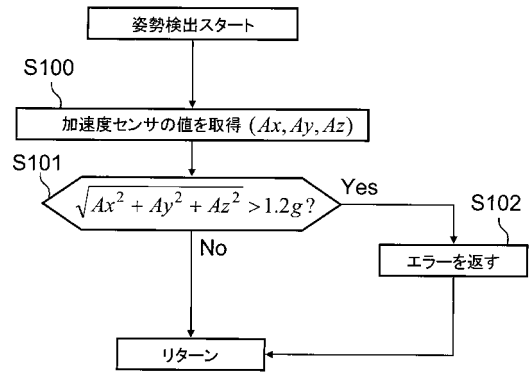 姿勢検出スタート
S100
加速度センサの値を取得 (Ax, Ay, Az)
S101
√Ax² + Ay² + Az² >1.2g?
Yes
S102
No
エラーを返す
リターン